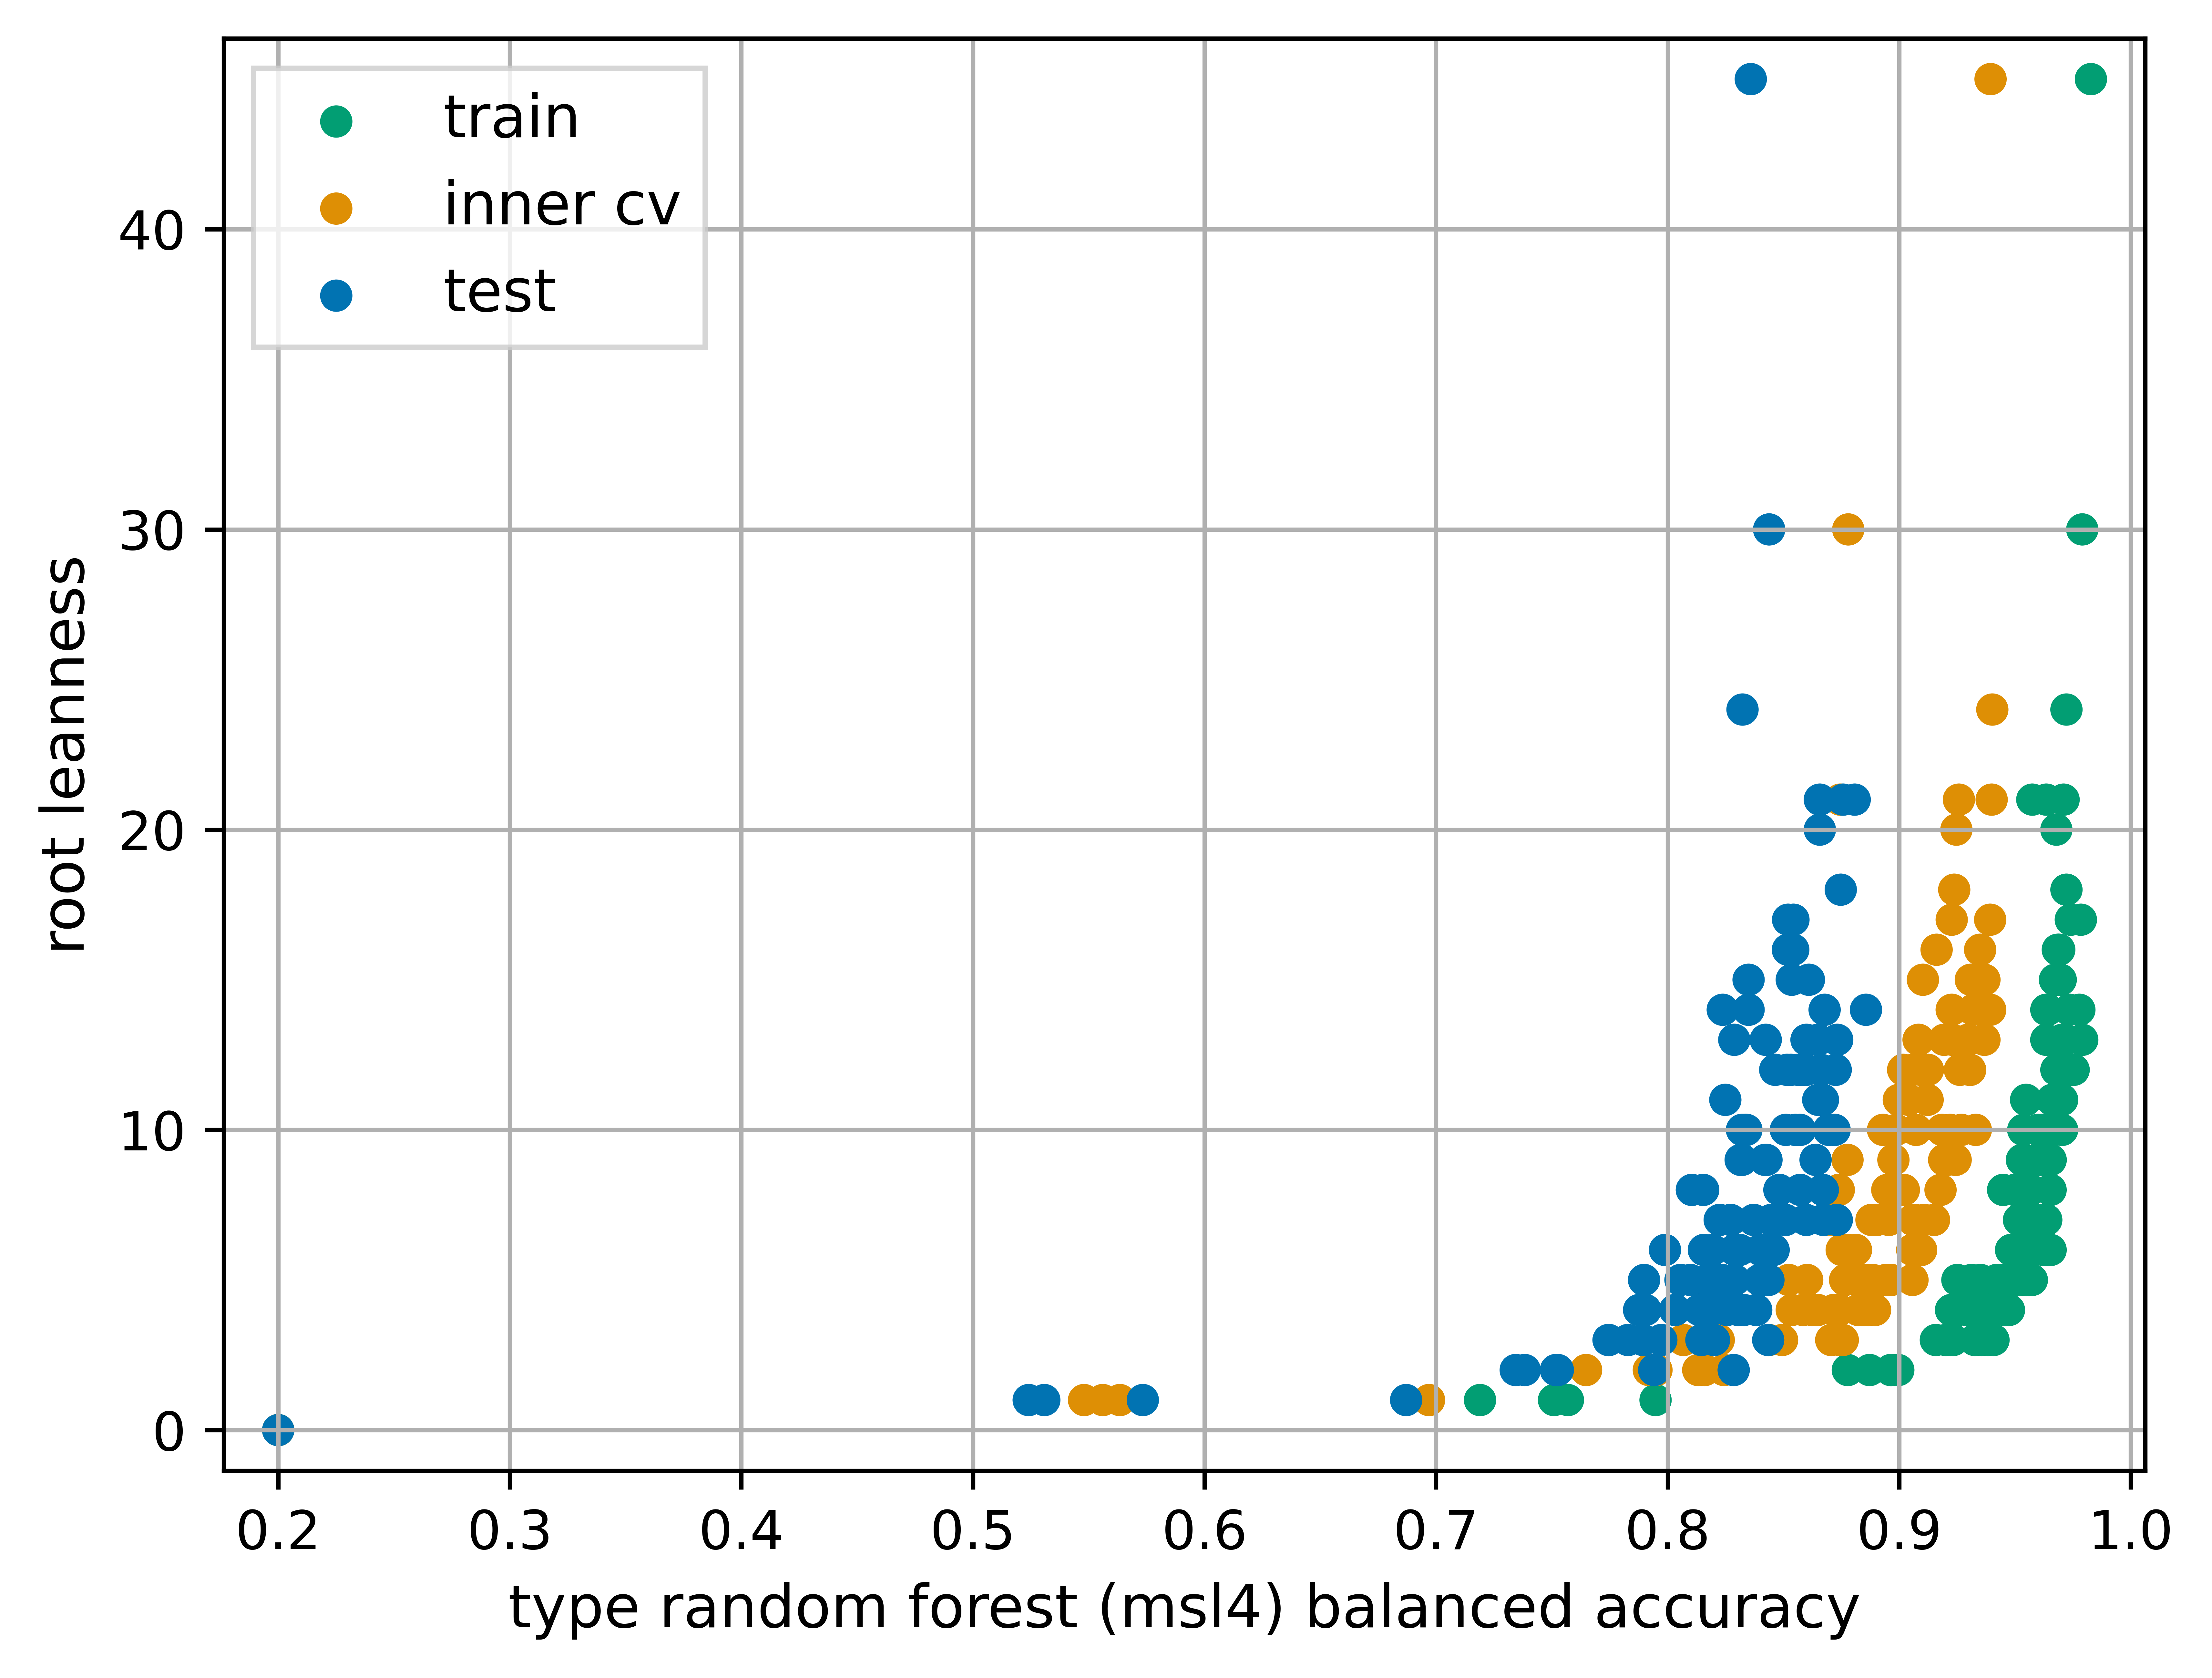 train
inner cv
test
40
30
20
10
0
root leanness
0.2 0.3 0.4 0.5 0.6 0.7 0.8 0.9 1.0
type random forest (msl4) balanced accuracy